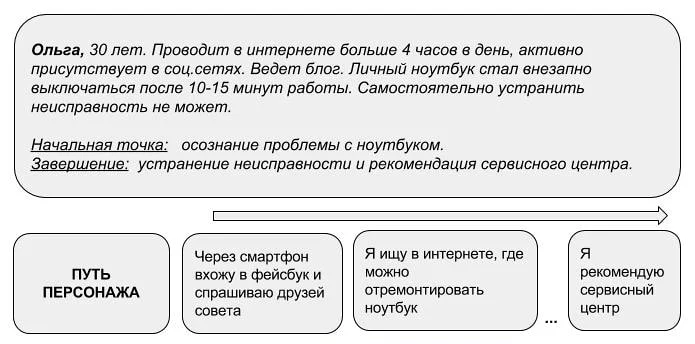 Ольга, 30 лет. Проводит в интернете больше 4 часов в день, активно
присутствует в соц.сетях. Ведет блог. Личный ноутбук стал внезапно
выключаться после 10-15 минут работы. Самостоятельно устранить
неисправность не может.
Начальная точка: осознание проблемы с ноутбуком.
Завершение: устранение неисправности и рекомендация сервисного центра.
ПУТЬ
ПЕРСОНАЖА
Через смартфон
вхожу в фейсбук и
спрашиваю друзей
совета
Я ищу в интернете, где
можно
отремонтировать
ноутбук
...
Я
рекомендую
сервисный
центр